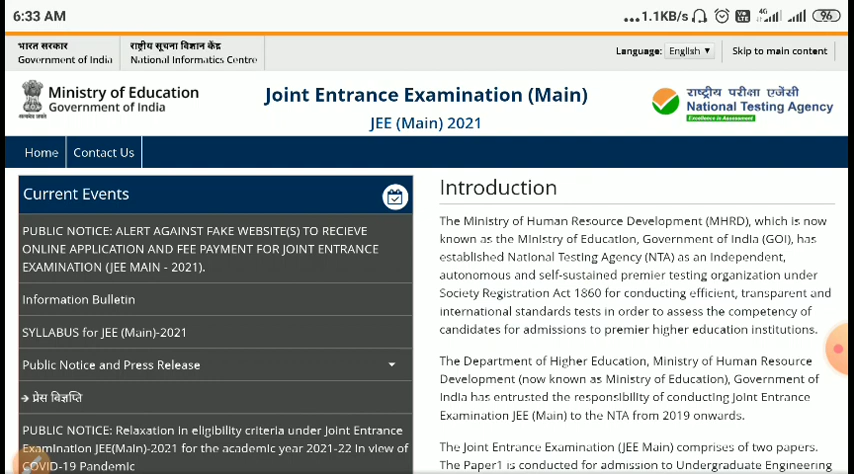 6:33 AM
...1.1KB/s
4G
96
भारत सरकार
Government of India
राष्ट्रीय सूचना विज्ञान केंद्र
National Informatics Centre
Language: English ▼
Skip to main content
Ministry of Education
Government of India
Joint Entrance Examination (Main)
JEE (Main) 2021
राष्ट्रीय परीक्षा एजेंसी
National Testing Agency
Excellence in Assessment
Home
Contact Us
Current Events
PUBLIC NOTICE: ALERT AGAINST FAKE WEBSITE(S) TO RECIEVE
ONLINE APPLICATION AND FEE PAYMENT FOR JOINT ENTRANCE
EXAMINATION (JEE MAIN - 2021).
Information Bulletin
SYLLABUS for JEE (Main)-2021
Public Notice and Press Release
→ प्रेस विज्ञप्ति
PUBLIC NOTICE: Relaxation in eligibility criteria under Joint Entrance
Examination JEE(Main)-2021 for the academic year 2021-22 in view of
COVID-19 Pandemic
Introduction
The Ministry of Human Resource Development (MHRD), which is now
known as the Ministry of Education, Government of India (GOI), has
established National Testing Agency (NTA) as an Independent,
autonomous and self-sustained premier testing organization under
Society Registration Act 1860 for conducting efficient, transparent and
international standards tests in order to assess the competency of
candidates for admissions to premier higher education institutions.
The Department of Higher Education, Ministry of Human Resource
Development (now known as Ministry of Education), Government of
India has entrusted the responsibility of conducting Joint Entrance
Examination JEE (Main) to the NTA from 2019 onwards.
The Joint Entrance Examination (JEE Main) comprises of two papers.
The Paper1 is conducted for admission to Undergraduate Engineering